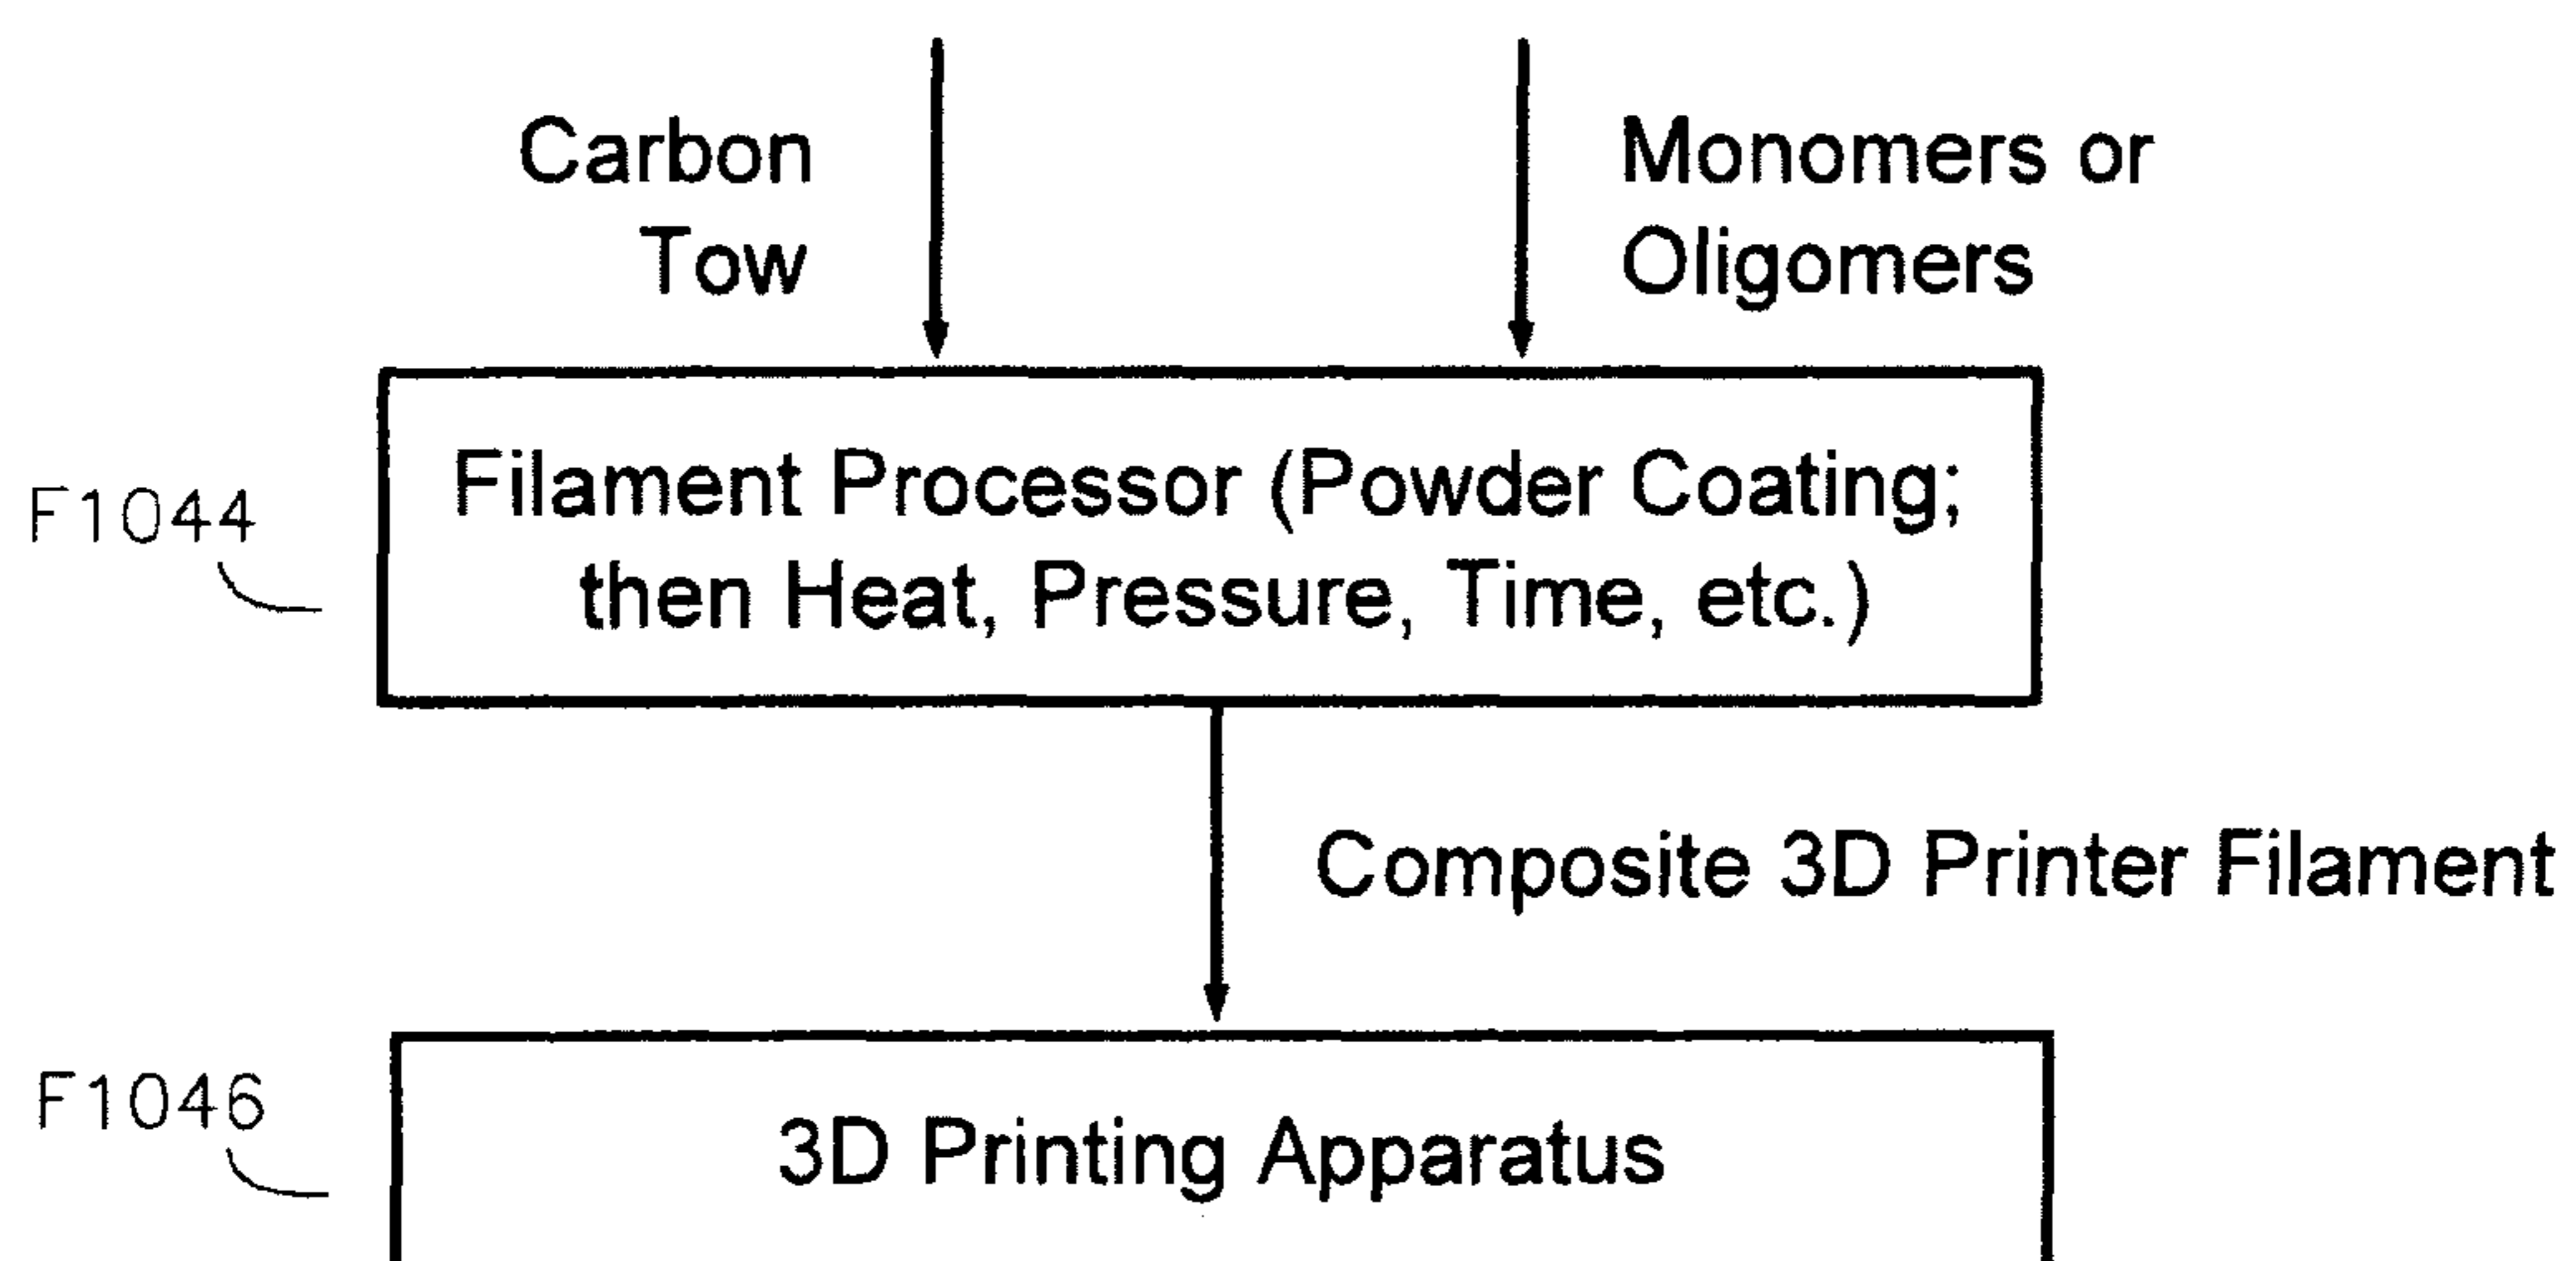 Carbon
Tow
Monomers or
Oligomers
F1044
Filament Processor (Powder Coating;
then Heat, Pressure, Time, etc.)
Composite 3D Printer Filament
F1046
3D Printing Apparatus